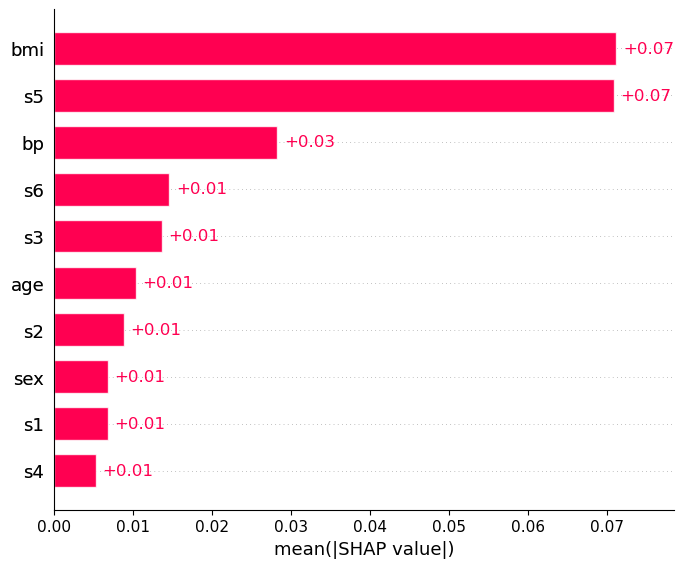 bmi +0.07
s5 +0.07
bp +0.03
s6 +0.01
s3 +0.01
age +0.01
s2 +0.01
sex +0.01
s1 +0.01
s4 +0.01
0.00 0.01 0.02 0.03 0.04 0.05 0.06 0.07
mean(|SHAP value|)